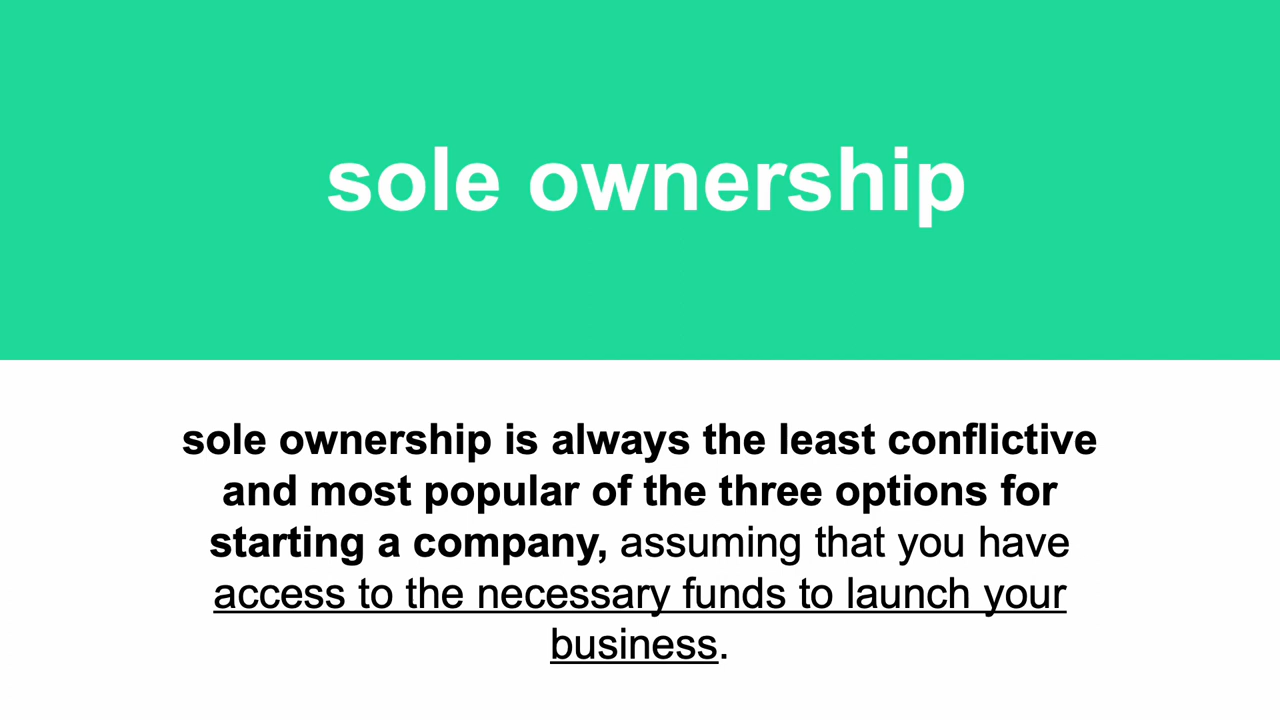 sole ownership
sole ownership is always the least conflictive
and most popular of the three options for
starting a company, assuming that you have
access to the necessary funds to launch your
business.